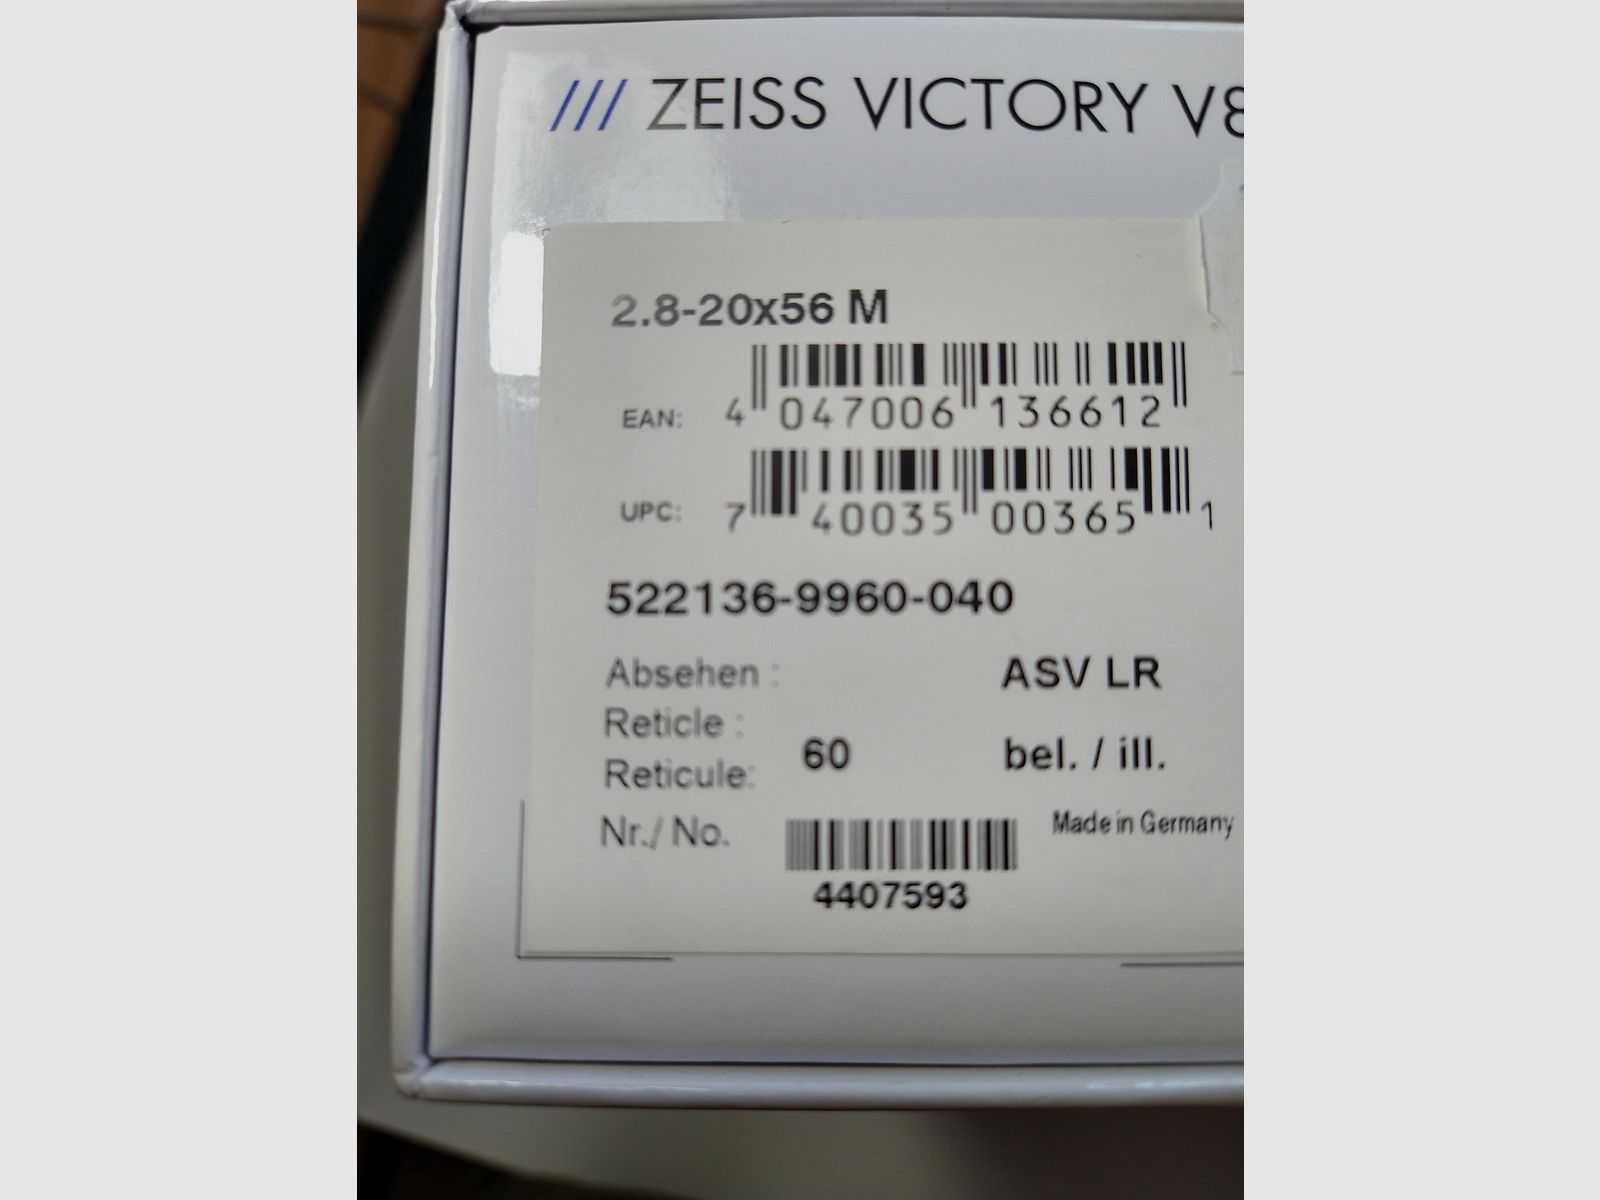 /// ZEISS VICTORY V8
2.8-20x56 M
EAN: 4 047006 136612
UPC: 7 40035 00365 1
522136-9960-040
Absehen : ASV LR
Reticle :
60 bel. / ill.
Reticule:
Nr./ No. Made in Germany
4407593